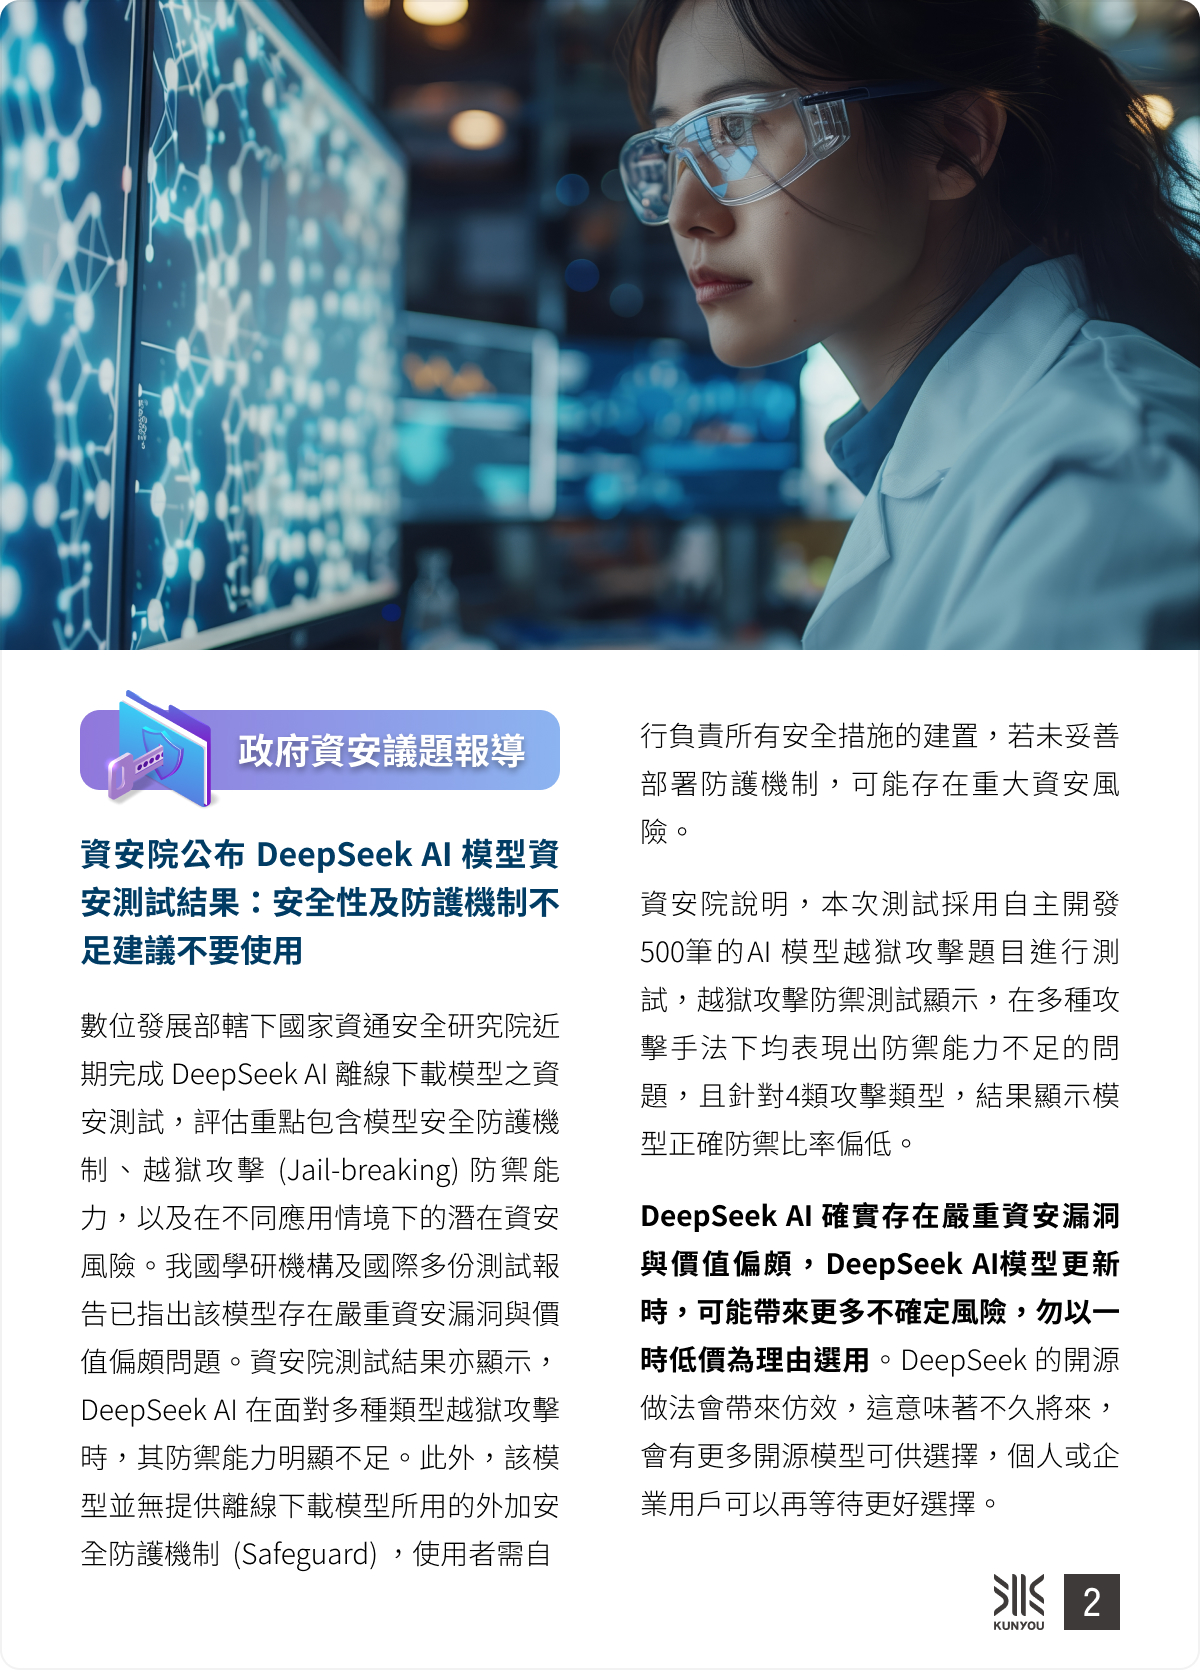 政府資安議題報導
資安院公布 DeepSeek AI 模型資
安測試結果：安全性及防護機制不
足建議不要使用
數位發展部轄下國家資通安全研究院近
期完成 DeepSeek AI 離線下載模型之資
安測試，評估重點包含模型安全防護機
制、越獄攻擊 (Jail-breaking) 防禦能
力，以及在不同應用情境下的潛在資安
風險。我國學研機構及國際多份測試報
告已指出該模型存在嚴重資安漏洞與價
值偏頗問題。資安院測試結果亦顯示，
DeepSeek AI 在面對多種類型越獄攻擊
時，其防禦能力明顯不足。此外，該模
型並無提供離線下載模型所用的外加安
全防護機制 (Safeguard) ，使用者需自
行負責所有安全措施的建置，若未妥善
部署防護機制，可能存在重大資安風
險。
資安院說明，本次測試採用自主開發
500筆的AI 模型越獄攻擊題目進行測
試，越獄攻擊防禦測試顯示，在多種攻
擊手法下均表現出防禦能力不足的問
題，且針對4類攻擊類型，結果顯示模
型正確防禦比率偏低。
DeepSeek AI 確實存在嚴重資安漏洞
與價值偏頗，DeepSeek AI模型更新
時，可能帶來更多不確定風險，勿以一
時低價為理由選用。DeepSeek 的開源
做法會帶來仿效，這意味著不久將來，
會有更多開源模型可供選擇，個人或企
業用戶可以再等待更好選擇。
KUNYOU
2